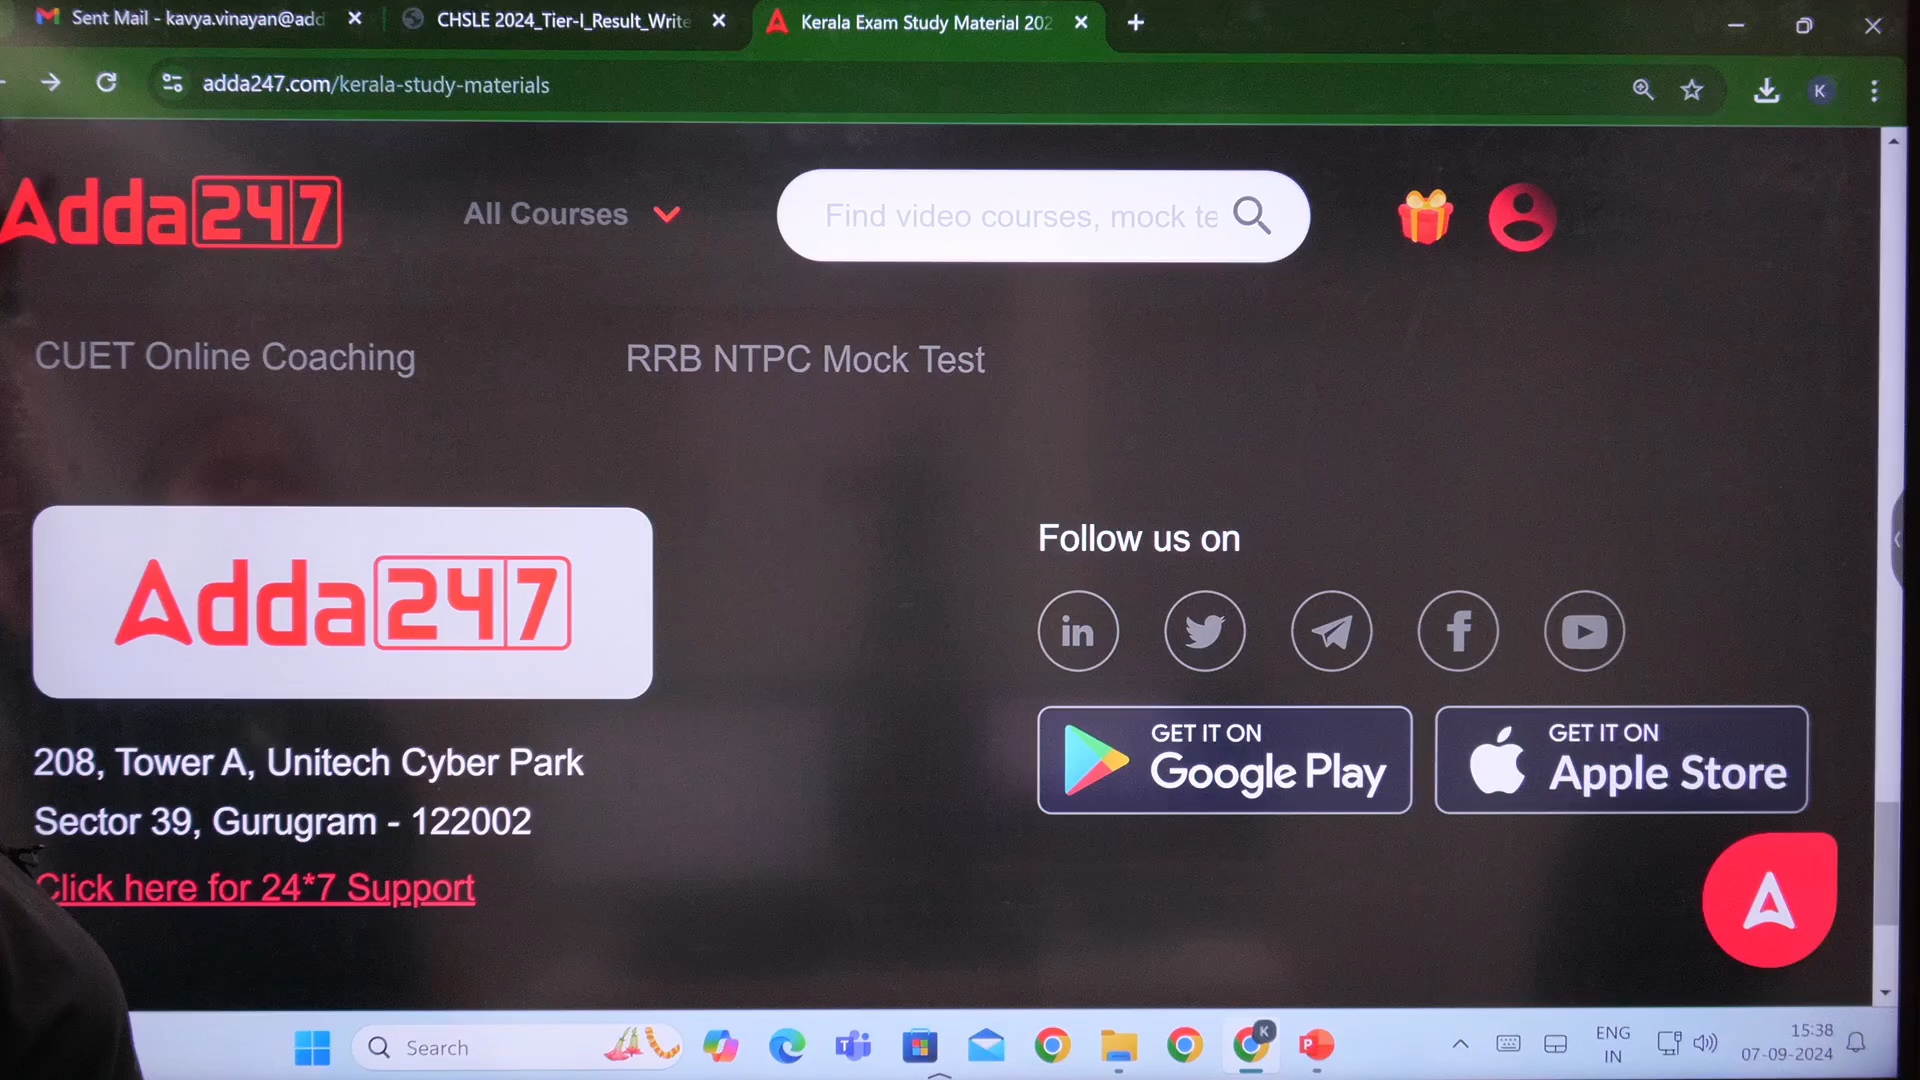 Sent Mail - kavya.vinayan@add
CHSLE 2024_Tier-I_Result_Write
Kerala Exam Study Material 202
adda247.com/kerala-study-materials
K
Adda247
All Courses
Find video courses, mock te
CUET Online Coaching
RRB NTPC Mock Test
Adda247
Follow us on
in
f
GET IT ON
Google Play
GET IT ON
Apple Store
208, Tower A, Unitech Cyber Park
Sector 39, Gurugram - 122002
Click here for 24*7 Support
Search
T
K
P
ENG
IN
15:38
07-09-2024